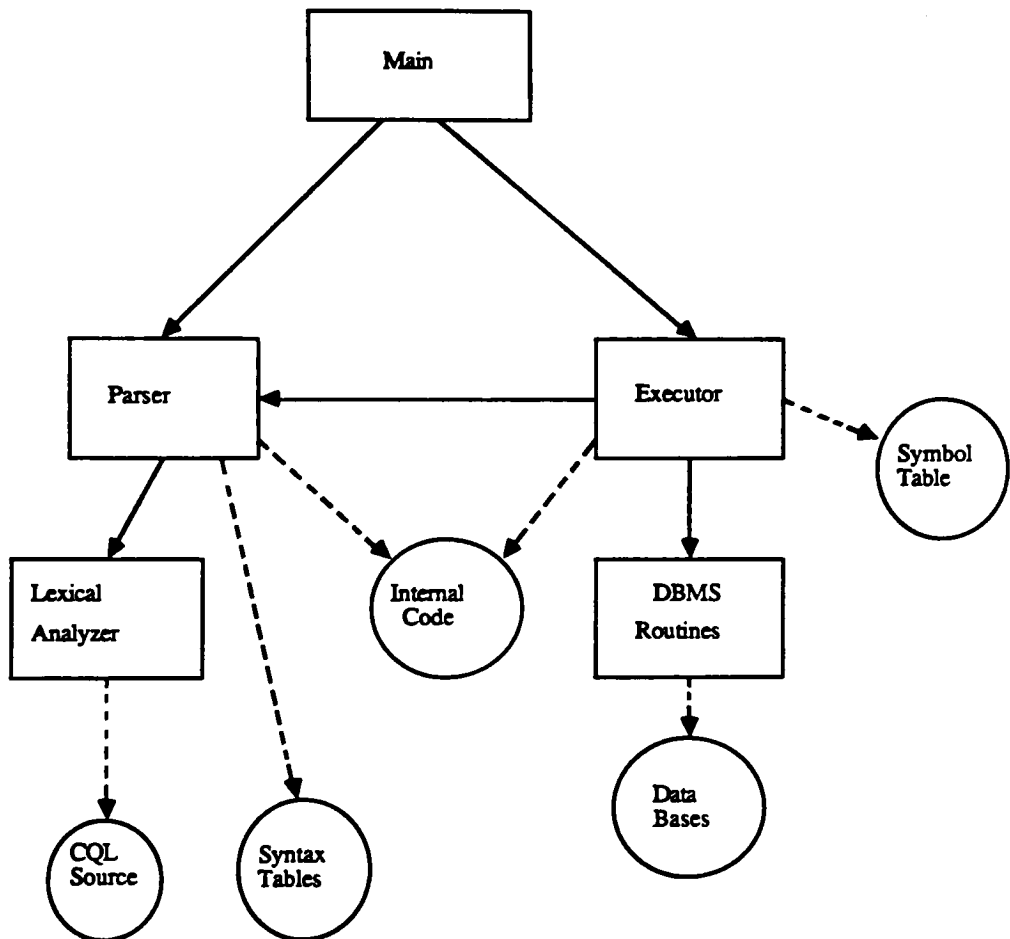 Main
Parser
Executor
Symbol
Table
Lexical
Analyzer
Internal
Code
DBMS
Routines
Data
Bases
CQL
Source
Syntax
Tables